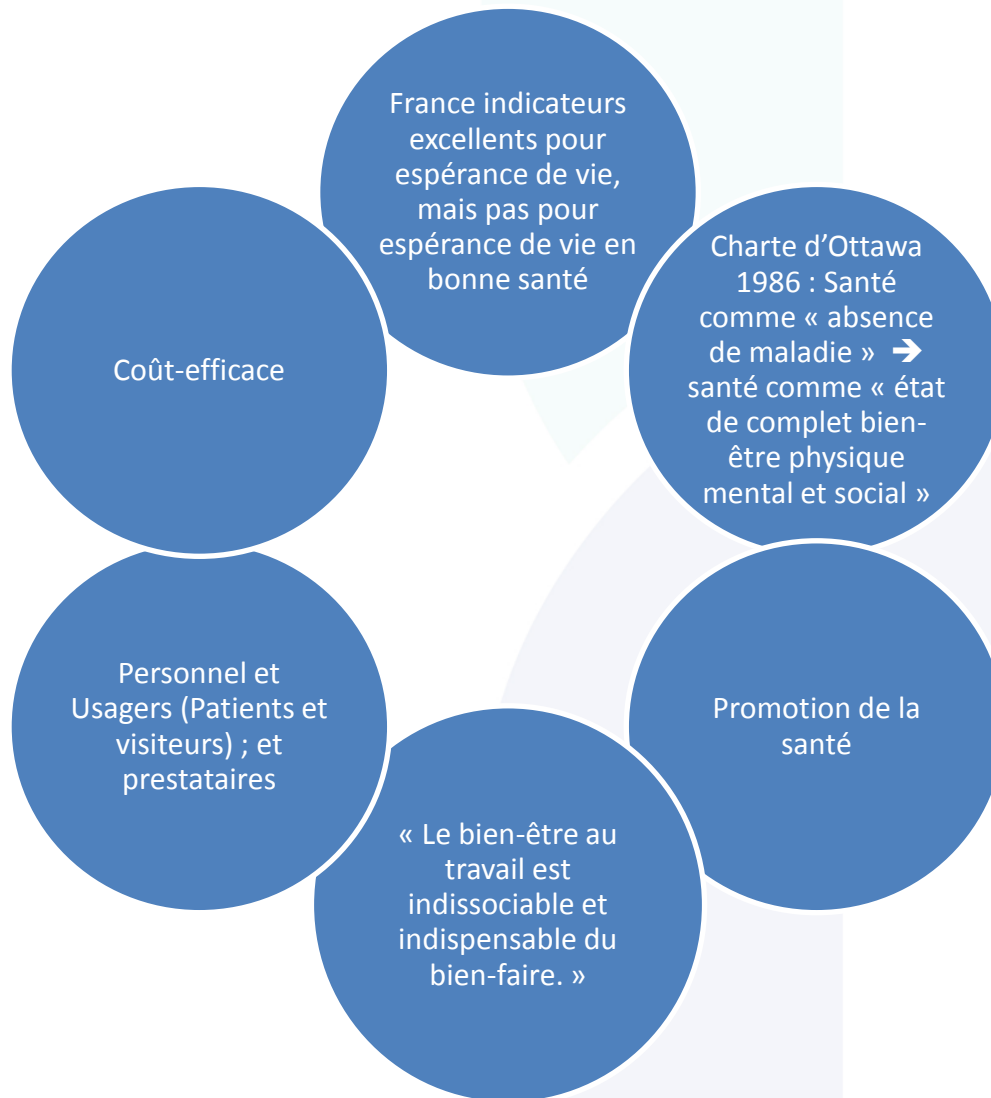 France indicateurs
excellents pour
espérance de vie,
mais pas pour
espérance de vie en
bonne santé
Charte d’Ottawa
1986 : Santé
comme « absence
de maladie » ➔
santé comme « état
de complet bien-
être physique
mental et social »
Promotion de la
santé
« Le bien-être au
travail est
indissociable et
indispensable du
bien-faire. »
Personnel et
Usagers (Patients et
visiteurs) ; et
prestataires
Coût-efficace